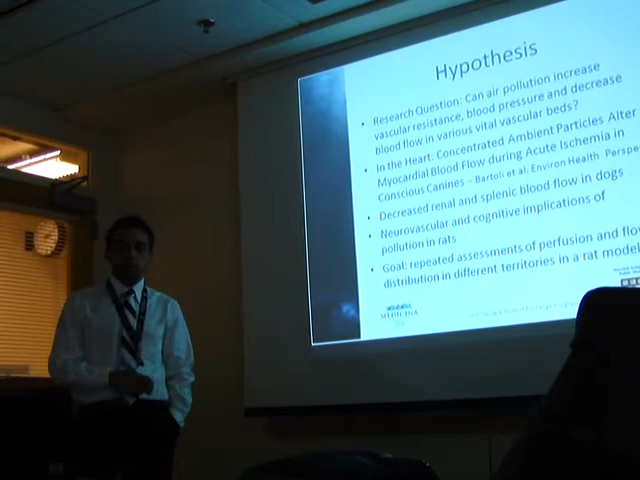 Hypothesis
• Research Question: Can air pollution increase
vascular resistance, blood pressure and decrease
blood flow in various vital vascular beds?
• In the Heart: Concentrated Ambient Particles Alter
Myocardial Blood Flow during Acute Ischemia in
Conscious Canines – Bartoli et al, Environ Health Perspe
• Decreased renal and splenic blood flow in dogs
• Neurovascular and cognitive implications of
pollution in rats
• Goal: repeated assessments of perfusion and flo
distribution in different territories in a rat model
MEDICINA